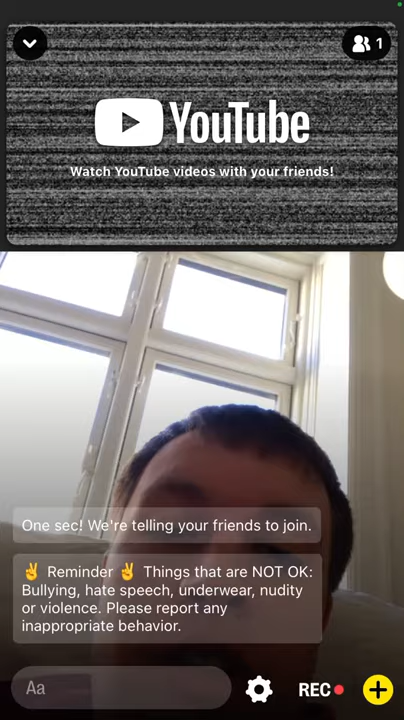 1
YouTube
Watch YouTube videos with your friends!
One sec! We're telling your friends to join.
✌️ Reminder ✌️ Things that are NOT OK:
Bullying, hate speech, underwear, nudity
or violence. Please report any
inappropriate behavior.
Aa
REC